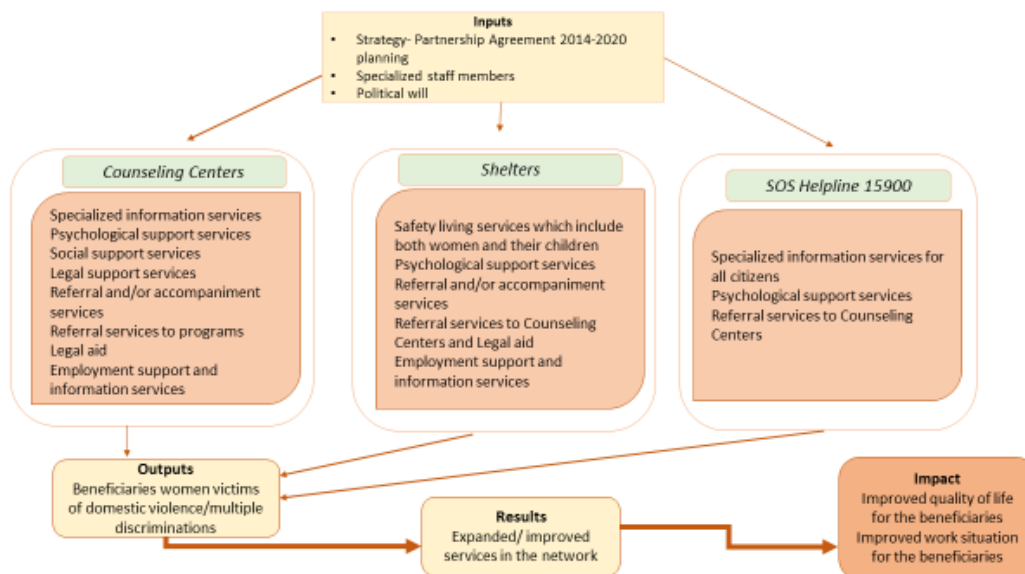 Inputs
• Strategy- Partnership Agreement 2014-2020
planning
• Specialized staff members
• Political will
Counseling Centers
Specialized information services
Psychological support services
Social support services
Legal support services
Referral and/or accompaniment
services
Referral services to programs
Legal aid
Employment support and
information services
Shelters
Safety living services which include
both women and their children
Psychological support services
Referral and/or accompaniment
services
Referral services to Counseling
Centers and Legal aid
Employment support and
information services
SOS Helpline 15900
Specialized information services for
all citizens
Psychological support services
Referral services to Counseling
Centers
Outputs
Beneficiaries women victims
of domestic violence/multiple
discriminations
Results
Expanded/ improved
services in the network
Impact
Improved quality of life
for the beneficiaries
Improved work situation
for the beneficiaries